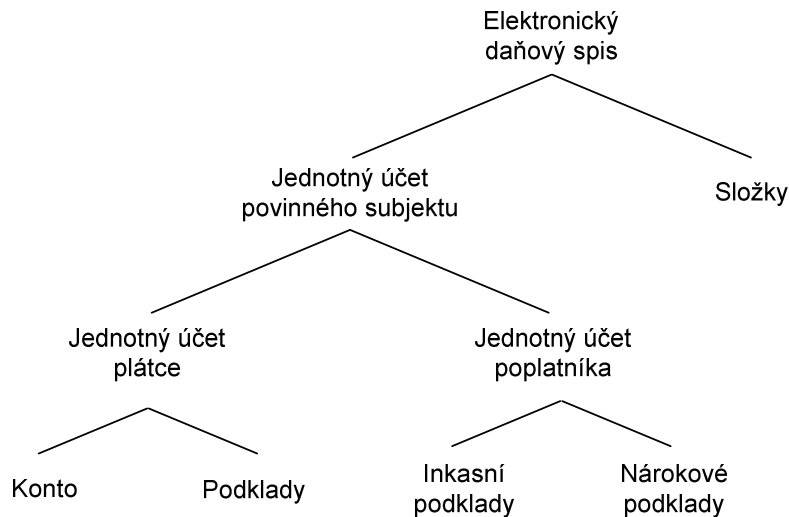 Elektronický
daňový spis
Jednotný účet
povinného subjektu
Složky
Jednotný účet
plátce
Jednotný účet
poplatníka
Konto
Podklady
Inkasní
podklady
Nárokové
podklady